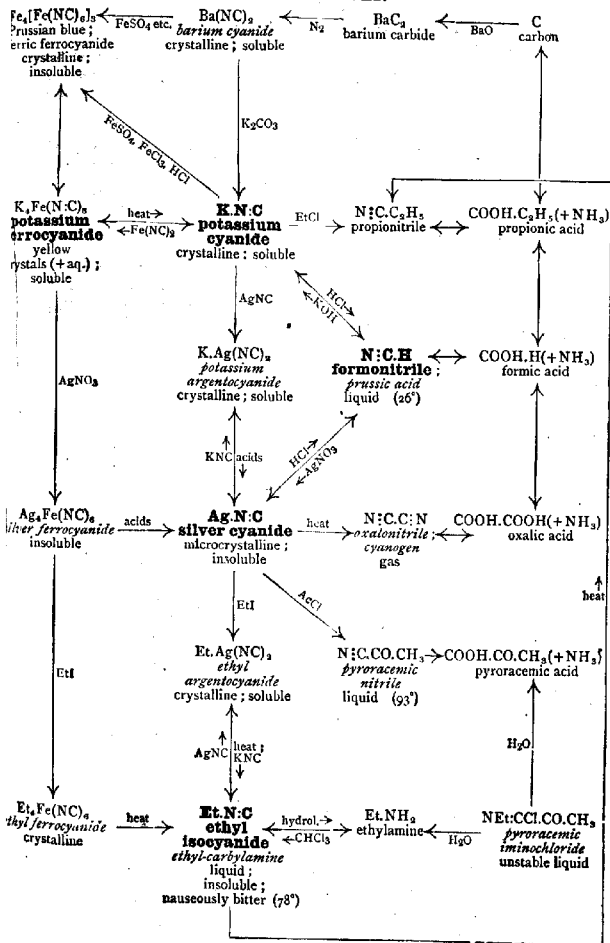 Fe₄[Fe(NC)₆]₃ FeSO₄ etc. Ba(NC)₂ N₂ BaC₂ BaO C
Prussian blue; barium cyanide barium carbide carbon
erric ferrocyanide crystalline; soluble
crystalline;
insoluble
K₂CO₃
FeSO₄, FeCl₃, HCl
K₄Fe(N:C)₆ heat→ K.N:C EtCl N⫶C.C₂H₅ COOH.C₂H₅(+NH₃)
potassium ←Fe(NC)₂ potassium propionitrile propionic acid
errocyanide cyanide
yellow crystalline; soluble
rystals (+aq.);
soluble
AgNC
HCl→
←KOH
K.Ag(NC)₂ N⫶C.H COOH.H(+NH₃)
potassium formonitrile; formic acid
argentocyanide prussic acid
crystalline; soluble liquid (26°)
AgNO₃
↑
KNC acids
↓
HCl→
←AgNO₃
Ag₄Fe(NC)₆ acids Ag.N:C heat N⫶C.C⫶N COOH.COOH(+NH₃)
ilver ferrocyanide silver cyanide oxalonitrile; oxalic acid
insoluble microcrystalline; cyanogen
insoluble gas
↑
heat
EtI AcCl
Et.Ag(NC)₂ N⫶C.CO.CH₃ → COOH.CO.CH₃(+NH₃)
ethyl pyroracemic pyroracemic acid
argentocyanide nitrile
crystalline; soluble liquid (93°)
EtI
↑ heat;
AgNC KNC
↓
H₂O
Et₄Fe(NC)₆ heat Et.N:C hydrol.→ Et.NH₂ H₂O NEt:CCl.CO.CH₃
thyl ferrocyanide ethyl ←CHCl₃ ethylamine pyroracemic
crystalline isocyanide iminochloride
ethyl-carbylamine unstable liquid
liquid;
insoluble;
nauseously bitter (78°)